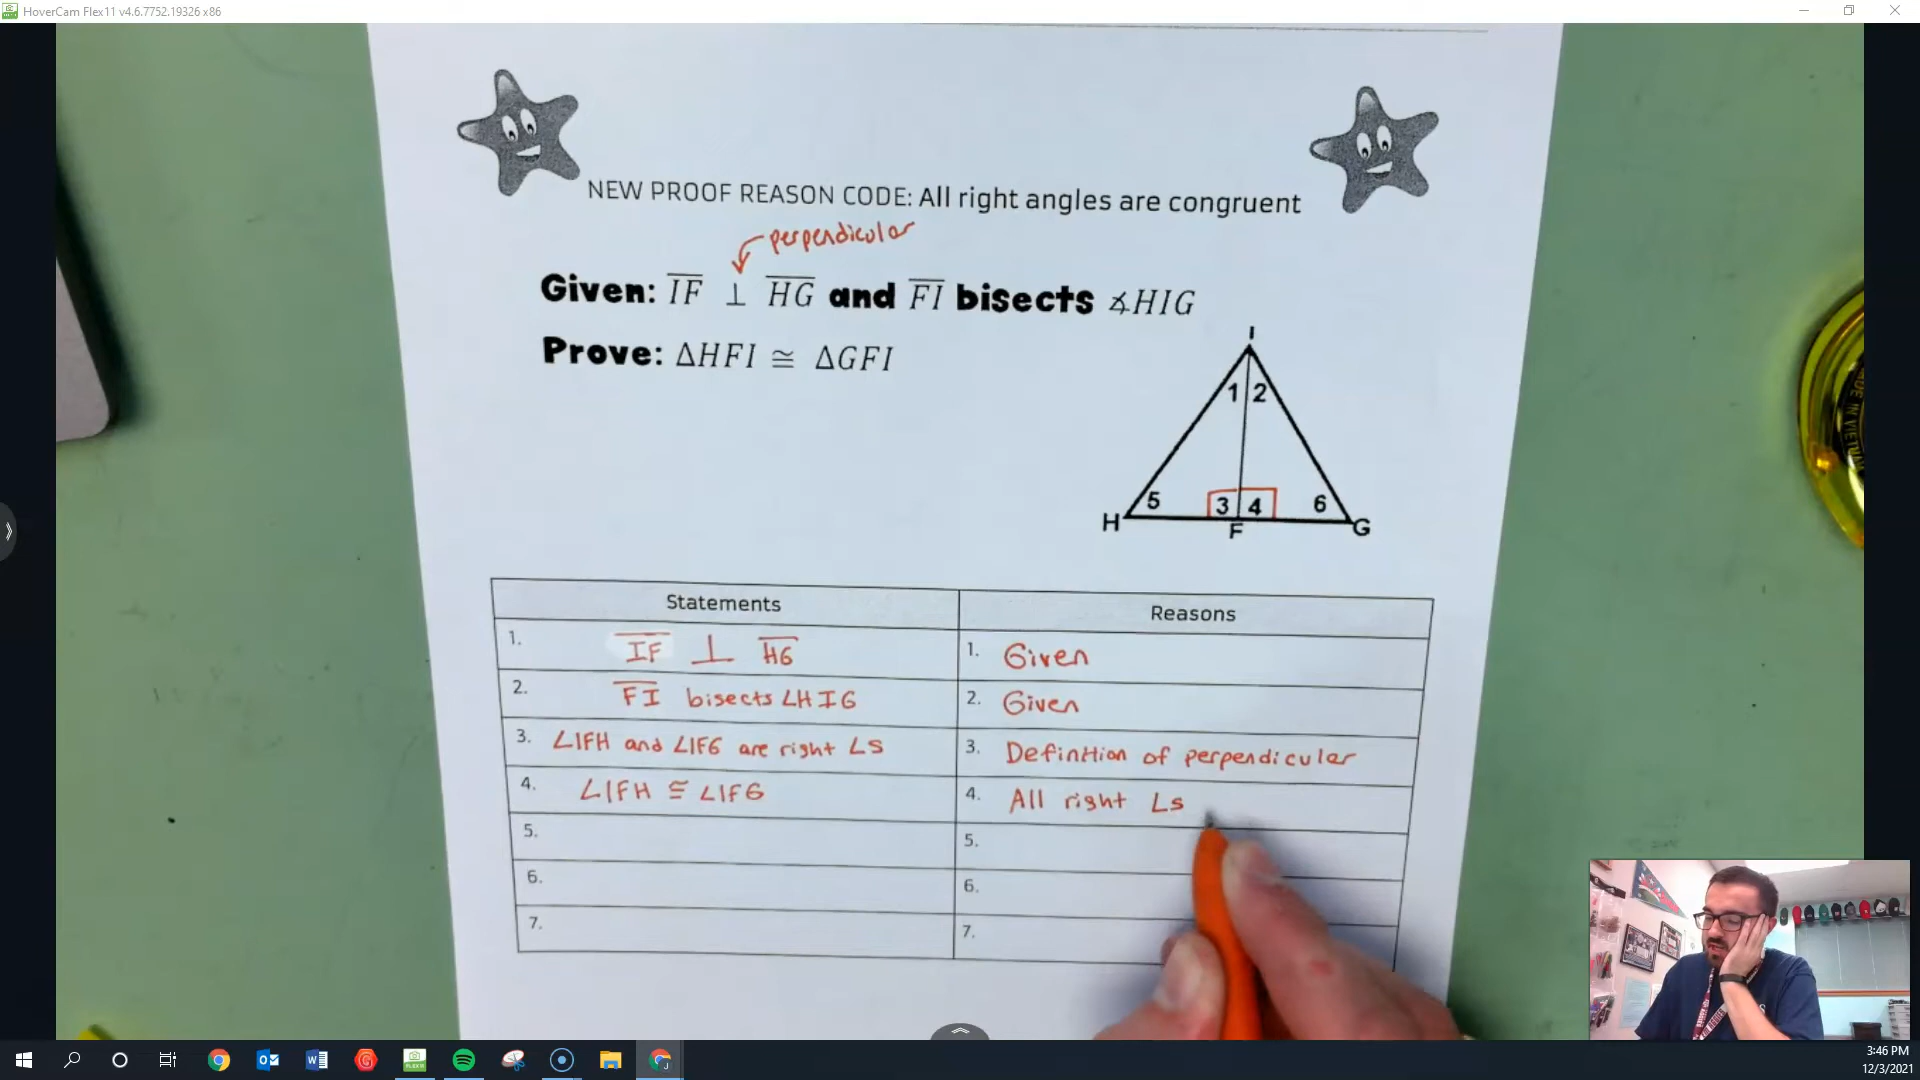 HoverCam Flex11 v4.6.7752.19326 x86
NEW PROOF REASON CODE: All right angles are congruent
perpendicular
Given: IF ⊥ HG and FI bisects ∡HIG
Prove: ΔHFI ≅ ΔGFI
I
1 2
5 3 4 6
H F G
Statements Reasons
1. IF ⊥ HG 1. Given
2. FI bisects ∠HIG 2. Given
3. ∠IFH and ∠IFG are right ∠s 3. Definition of perpendicular
4. ∠IFH ≅ ∠IFG 4. All right ∠s
5. 5.
6. 6.
7. 7.
3:46 PM
12/3/2021